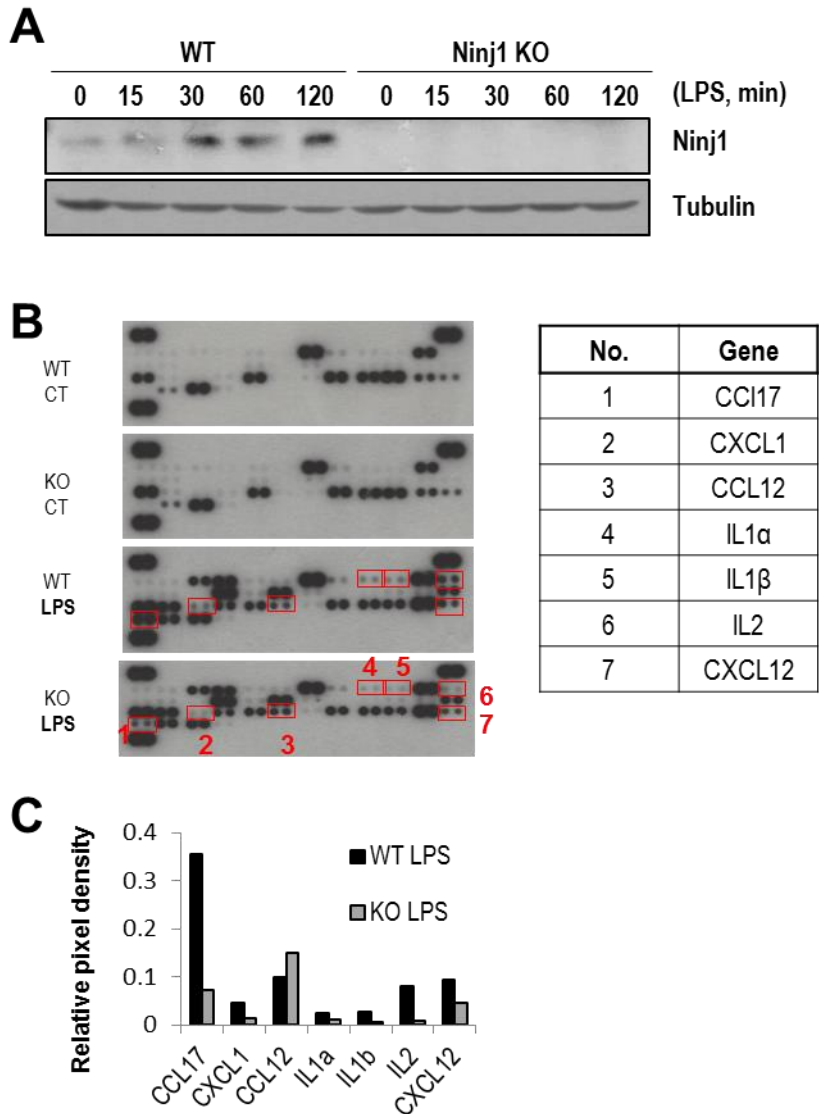 A
WT Ninj1 KO
0 15 30 60 120 0 15 30 60 120 (LPS, min)
Ninj1
Tubulin
B
WT
CT
KO
CT
WT
LPS
KO
LPS
1 2 3 4 5 6 7
No. Gene
1 CCl17
2 CXCL1
3 CCL12
4 IL1α
5 IL1β
6 IL2
7 CXCL12
C
Relative pixel density
0.4
0.3
0.2
0.1
0
WT LPS
KO LPS
CCL17 CXCL1 CCL12 IL1a IL1b IL2 CXCL12